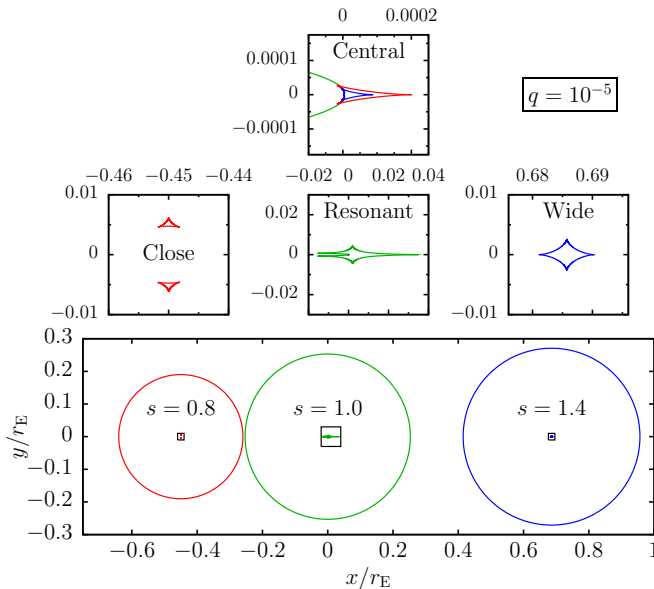 0 0.0002
Central
0.0001
0
−0.0001
q = 10⁻⁵
−0.46 −0.45 −0.44
−0.02 0 0.02 0.04
0.68 0.69
0.01
0
−0.01
Close
0.02
0
−0.02
Resonant
0.01
0
−0.01
Wide
0.3
0.2
0.1
0
−0.1
−0.2
−0.3
y/r_E
s = 0.8 s = 1.0 s = 1.4
−0.6 −0.4 −0.2 0 0.2 0.4 0.6 0.8 1
x/r_E